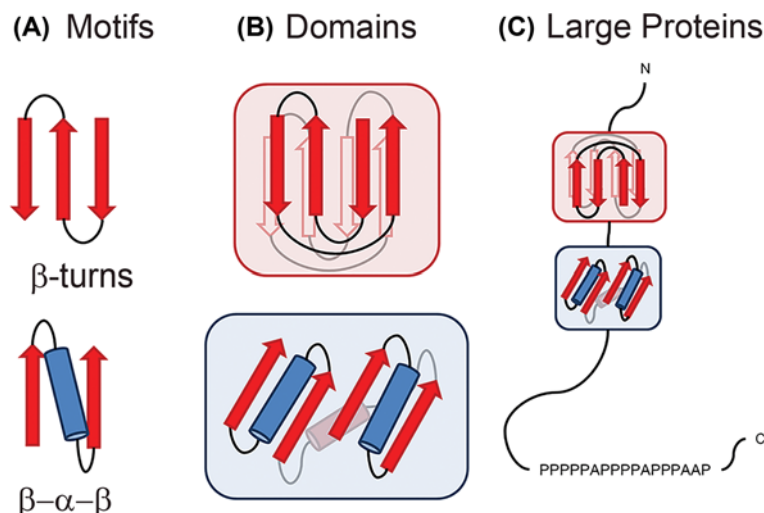 (A) Motifs
(B) Domains
(C) Large Proteins
N
β-turns
β–α–β
PPPPPAPPPPAPPPAAP
C